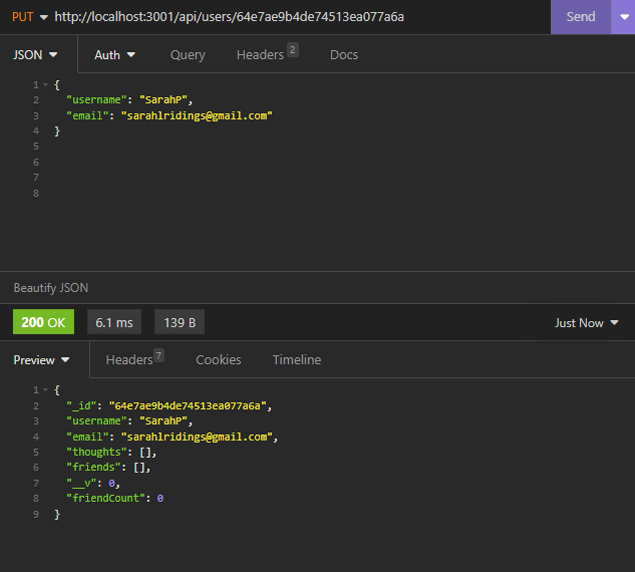 PUT http://localhost:3001/api/users/64e7ae9b4de74513ea077a6a Send
JSON Auth Query Headers 2 Docs
1 {
2 "username": "SarahP",
3 "email": "sarahlridings@gmail.com"
4 }
5
6
7
8
Beautify JSON
200 OK 6.1 ms 139 B Just Now
Preview Headers 7 Cookies Timeline
1 {
2 "_id": "64e7ae9b4de74513ea077a6a",
3 "username": "SarahP",
4 "email": "sarahlridings@gmail.com",
5 "thoughts": [],
6 "friends": [],
7 "__v": 0,
8 "friendCount": 0
9 }